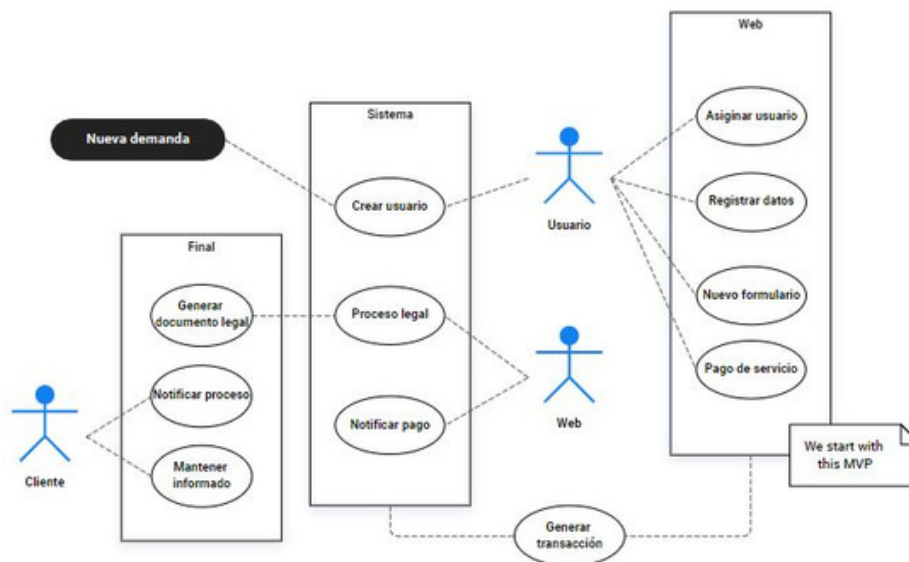 Web
Asiginar usuario
Nueva demanda
Sistema
Crear usuario
Usuario
Registrar datos
Final
Generar
documento legal
Proceso legal
Nuevo formulario
Notificar proceso
Web
Pago de servicio
Notificar pago
Cliente
Mantener
informado
We start with
this MVP
Generar
transacción